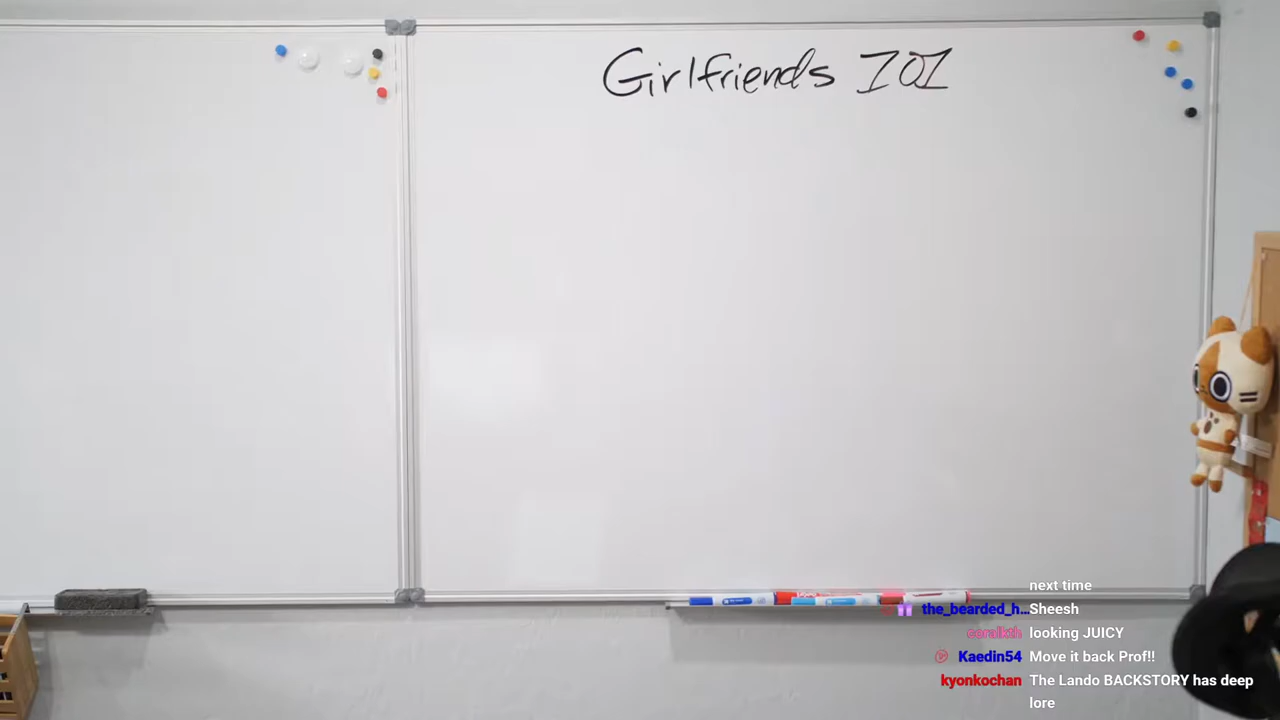 Girlfriends 101
next time
the_bearded_h... Sheesh
looking JUICY
Kaedin54 Move it back Prof!!
kyonkochan The Lando BACKSTORY has deep
lore